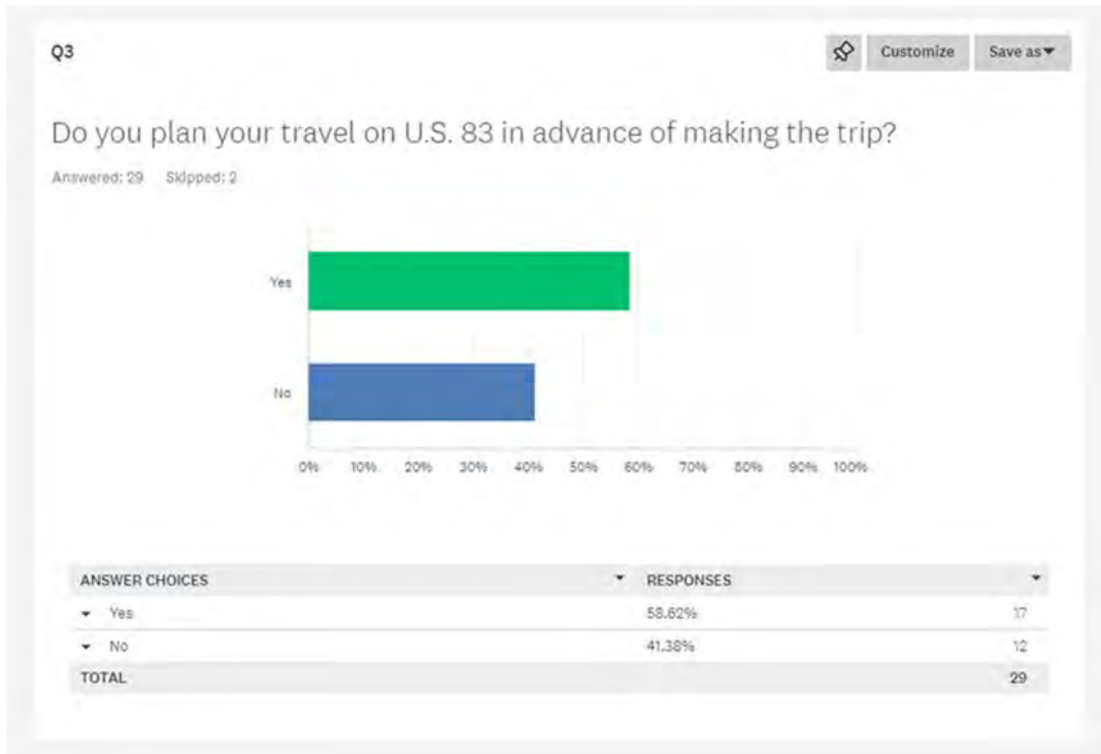 Q3
Customize Save as
Do you plan your travel on U.S. 83 in advance of making the trip?
Answered: 29 Skipped: 2
Yes
No
0% 10% 20% 30% 40% 50% 60% 70% 80% 90% 100%
ANSWER CHOICES RESPONSES
Yes 58.62% 17
No 41.38% 12
TOTAL 29